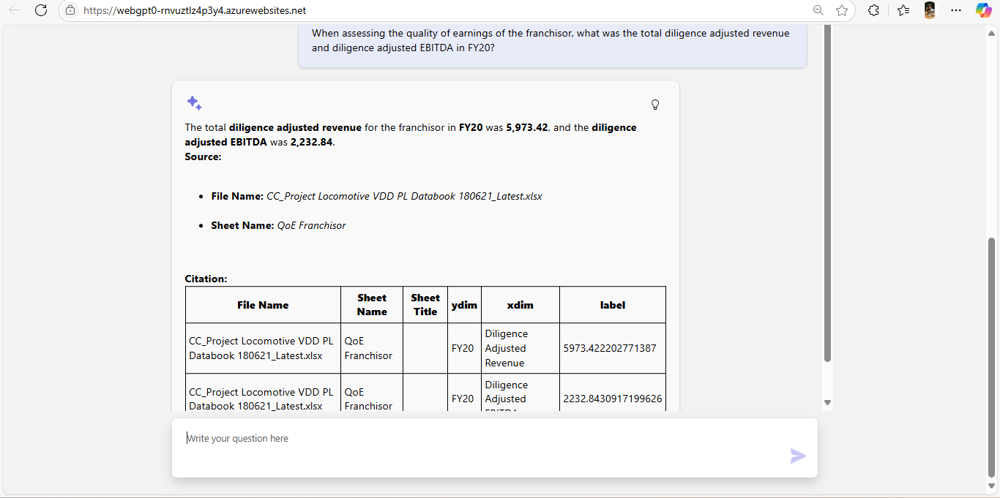 https://webgpt0-rnvuztlz4p3y4.azurewebsites.net
When assessing the quality of earnings of the franchisor, what was the total diligence adjusted revenue
and diligence adjusted EBITDA in FY20?
The total diligence adjusted revenue for the franchisor in FY20 was 5,973.42, and the diligence
adjusted EBITDA was 2,232.84.
Source:
• File Name: CC_Project Locomotive VDD PL Databook 180621_Latest.xlsx
• Sheet Name: QoE Franchisor
Citation:
File Name
Sheet
Name
Sheet
Title
ydim
xdim
label
CC_Project Locomotive VDD PL
Databook 180621_Latest.xlsx
QoE
Franchisor
FY20
Diligence
Adjusted
Revenue
5973.422202771387
CC_Project Locomotive VDD PL
Databook 180621_Latest.xlsx
QoE
Franchisor
FY20
Diligence
Adjusted
EBITDA
2232.8430917199626
Write your question here